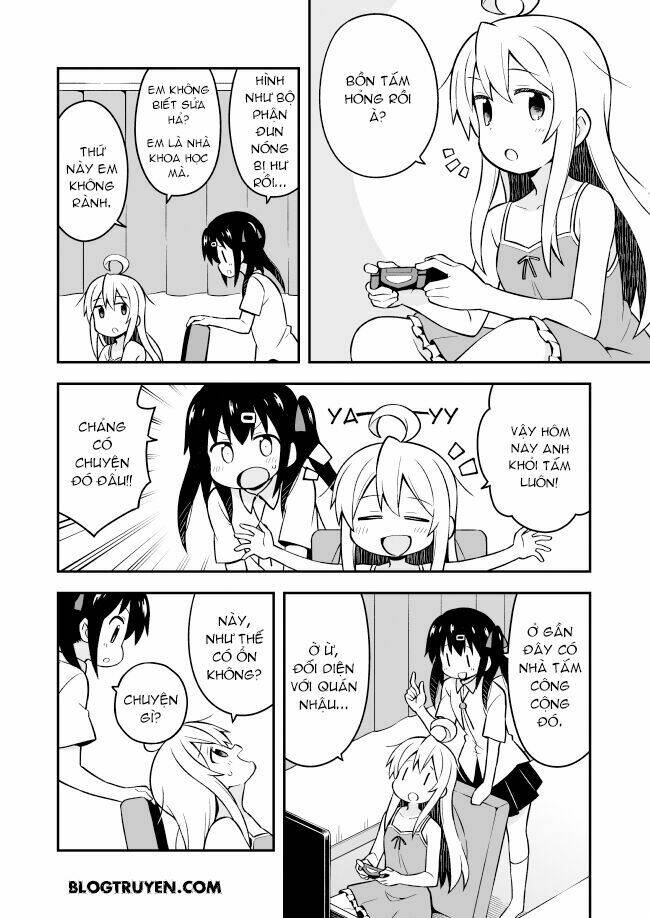 BỒN TẮM
HỎNG RỒI
À?
HÌNH
NHƯ BỘ
PHẬN
ĐUN
NÓNG
BỊ HƯ
RỒI...
EM KHÔNG
BIẾT SỬA
HẢ?
EM LÀ NHÀ
KHOA HỌC
MÀ.
THỨ
NÀY EM
KHÔNG
RÀNH.
VẬY HÔM
NAY ANH
KHỎI TẮM
LUÔN!
YA YY
CHẲNG
CÓ
CHUYỆN
ĐÓ ĐÂU!!
Ở GẦN
ĐÂY CÓ
NHÀ TẮM
CÔNG
CỘNG
ĐÓ.
Ờ Ừ,
ĐỐI DIỆN
VỚI QUÁN
NHẬU...
NÀY,
NHƯ THẾ
CÓ ỔN
KHÔNG?
CHUYỆN
GÌ?
BLOGTRUYEN.COM